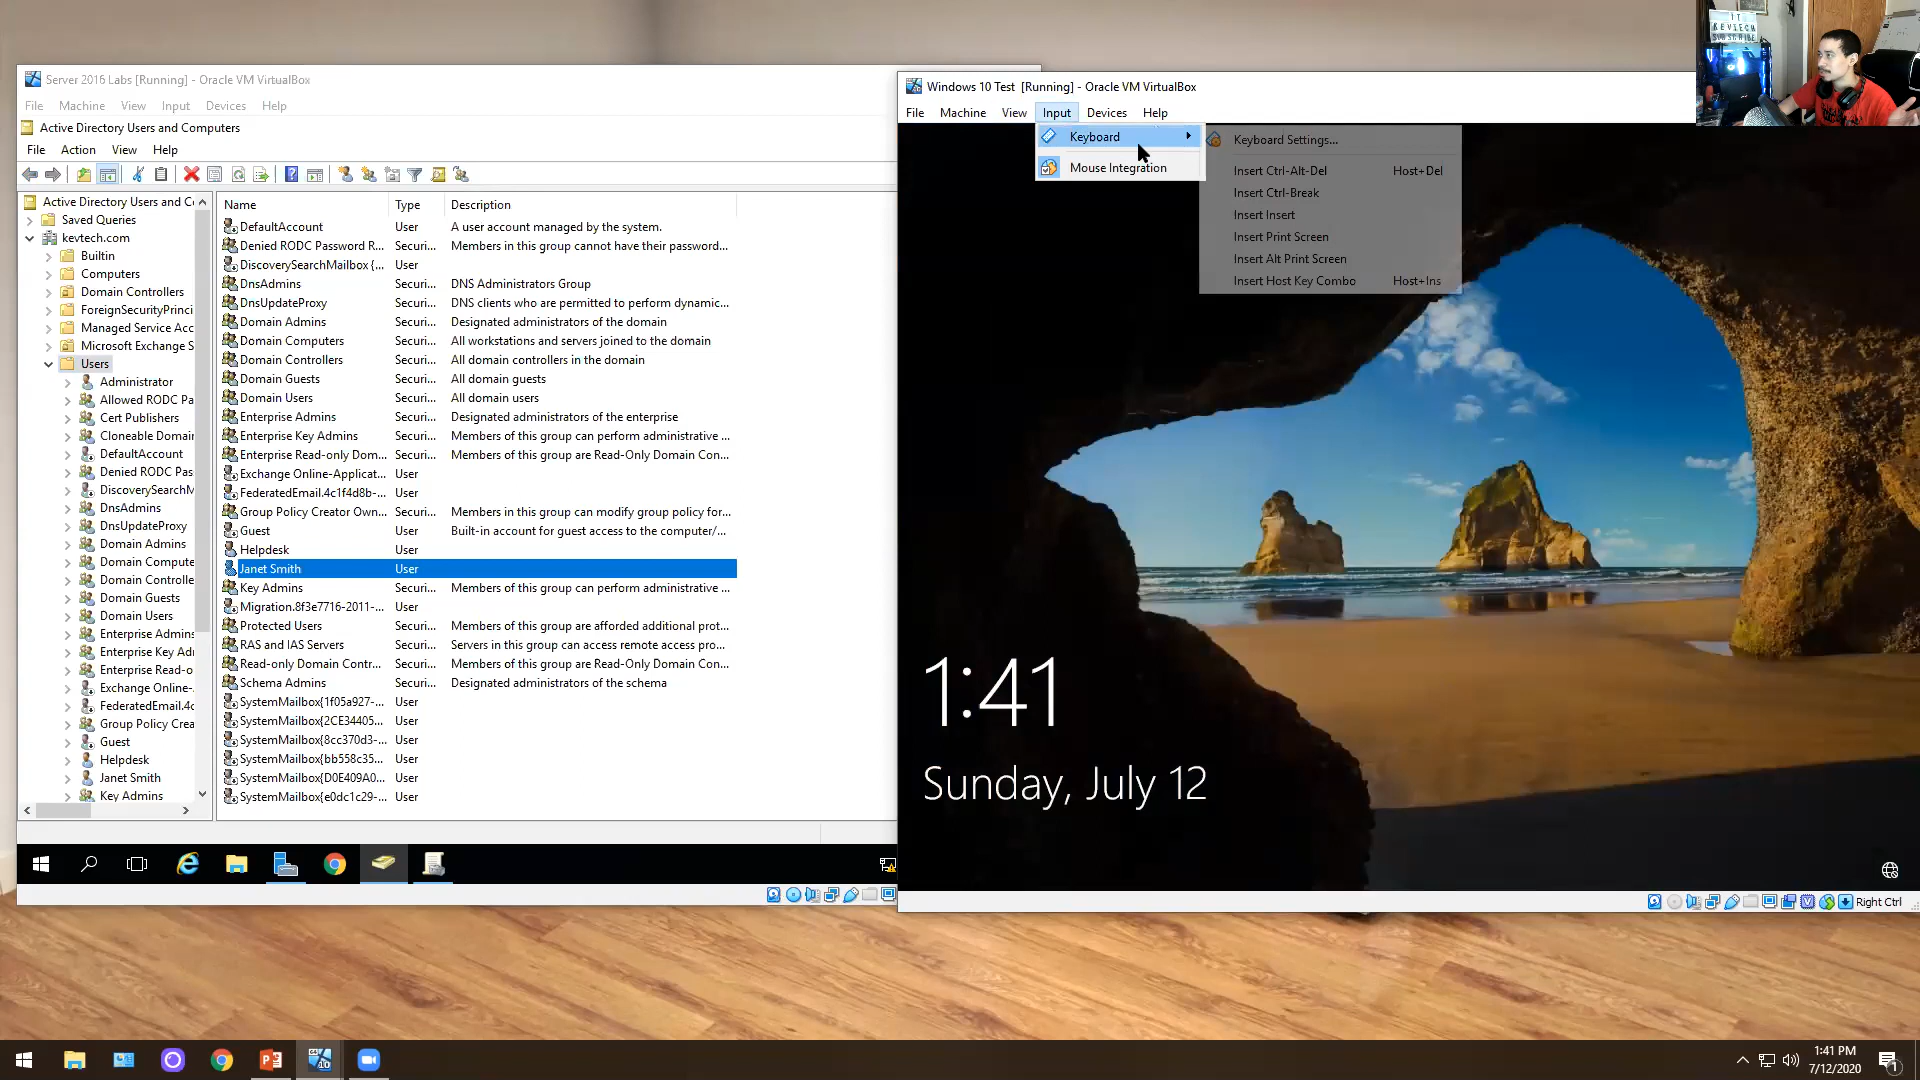 IT
KEVTECH
SUBSCRIBE
Server 2016 Labs [Running] - Oracle VM VirtualBox
File Machine View Input Devices Help
Active Directory Users and Computers
File Action View Help
Active Directory Users and C
Saved Queries
kevtech.com
Builtin
Computers
Domain Controllers
ForeignSecurityPrinci
Managed Service Acc
Microsoft Exchange S
Users
Administrator
Allowed RODC Pa
Cert Publishers
Cloneable Domain
DefaultAccount
Denied RODC Pas
DiscoverySearchM
DnsAdmins
DnsUpdateProxy
Domain Admins
Domain Compute
Domain Controlle
Domain Guests
Domain Users
Enterprise Admins
Enterprise Key Ad
Enterprise Read-o
Exchange Online-
FederatedEmail.4c
Group Policy Crea
Guest
Helpdesk
Janet Smith
Key Admins
Name Type Description
DefaultAccount User A user account managed by the system.
Denied RODC Password R... Securi... Members in this group cannot have their password...
DiscoverySearchMailbox {... User
DnsAdmins Securi... DNS Administrators Group
DnsUpdateProxy Securi... DNS clients who are permitted to perform dynamic...
Domain Admins Securi... Designated administrators of the domain
Domain Computers Securi... All workstations and servers joined to the domain
Domain Controllers Securi... All domain controllers in the domain
Domain Guests Securi... All domain guests
Domain Users Securi... All domain users
Enterprise Admins Securi... Designated administrators of the enterprise
Enterprise Key Admins Securi... Members of this group can perform administrative ...
Enterprise Read-only Dom... Securi... Members of this group are Read-Only Domain Con...
Exchange Online-Applicat... User
FederatedEmail.4c1f4d8b-... User
Group Policy Creator Own... Securi... Members in this group can modify group policy for...
Guest User Built-in account for guest access to the computer/...
Helpdesk User
Janet Smith User
Key Admins Securi... Members of this group can perform administrative ...
Migration.8f3e7716-2011-... User
Protected Users Securi... Members of this group are afforded additional prot...
RAS and IAS Servers Securi... Servers in this group can access remote access pro...
Read-only Domain Contr... Securi... Members of this group are Read-Only Domain Con...
Schema Admins Securi... Designated administrators of the schema
SystemMailbox{1f05a927-... User
SystemMailbox{2CE34405... User
SystemMailbox{8cc370d3-... User
SystemMailbox{bb558c35... User
SystemMailbox{D0E409A0... User
SystemMailbox{e0dc1c29-... User
Windows 10 Test [Running] - Oracle VM VirtualBox
File Machine View Input Devices Help
Keyboard
Mouse Integration
Keyboard Settings...
Insert Ctrl-Alt-Del Host+Del
Insert Ctrl-Break
Insert Insert
Insert Print Screen
Insert Alt Print Screen
Insert Host Key Combo Host+Ins
1:41
Sunday, July 12
Right Ctrl
1:41 PM
7/12/2020
1